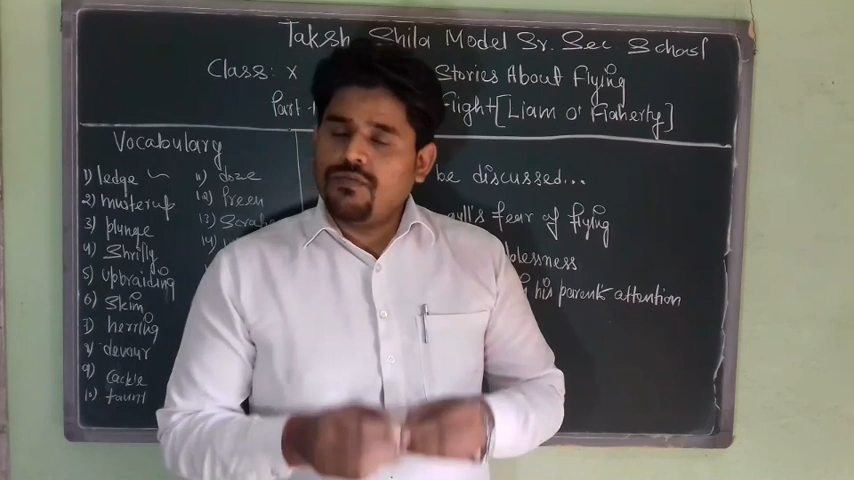 Taksh Shila Model Sr. Sec School
Class: X Stories About Flying
Part- Flight [Liam O' Flaherty]
Vocabulary
1) ledge
2) muster up
3) plunge
4) Shrilly
5) upbraiding
6) Skim
7) herring
8) devour
9) Cackle
10) taunt
11) doze
12) Preen
13)
14)
be discussed...
gull's fear of flying
his parents attention